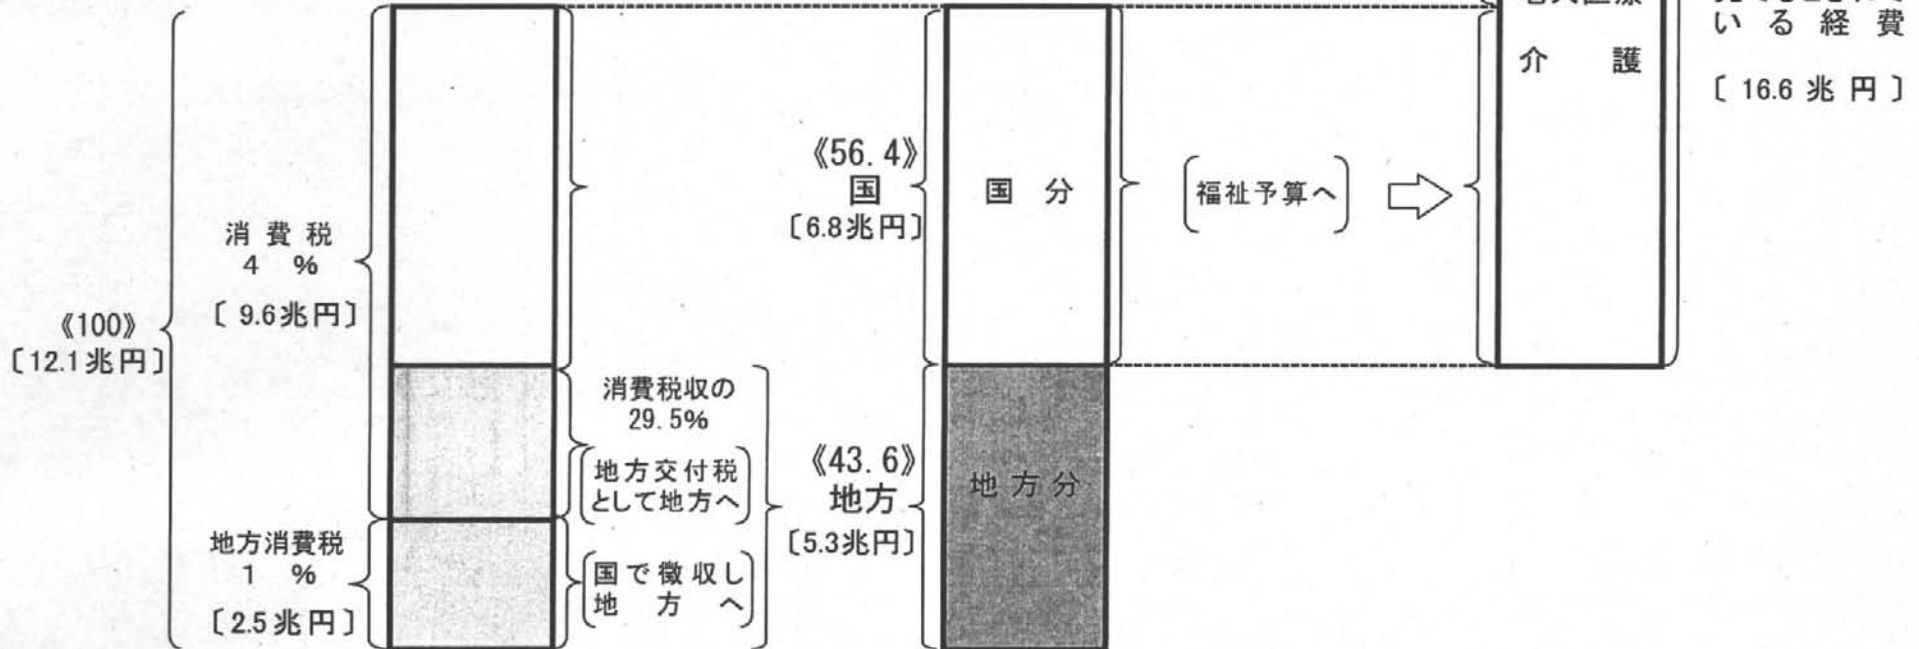 いる経費
介護
〔16.6兆円〕
《100》
〔12.1兆円〕
消費税
4 %
〔9.6兆円〕
地方消費税
1 %
〔2.5兆円〕
消費税収の
29.5%
地方交付税
として地方へ
国で徴収し
地方へ
《56.4》
国
〔6.8兆円〕
《43.6》
地方
〔5.3兆円〕
国分
地方分
福祉予算へ